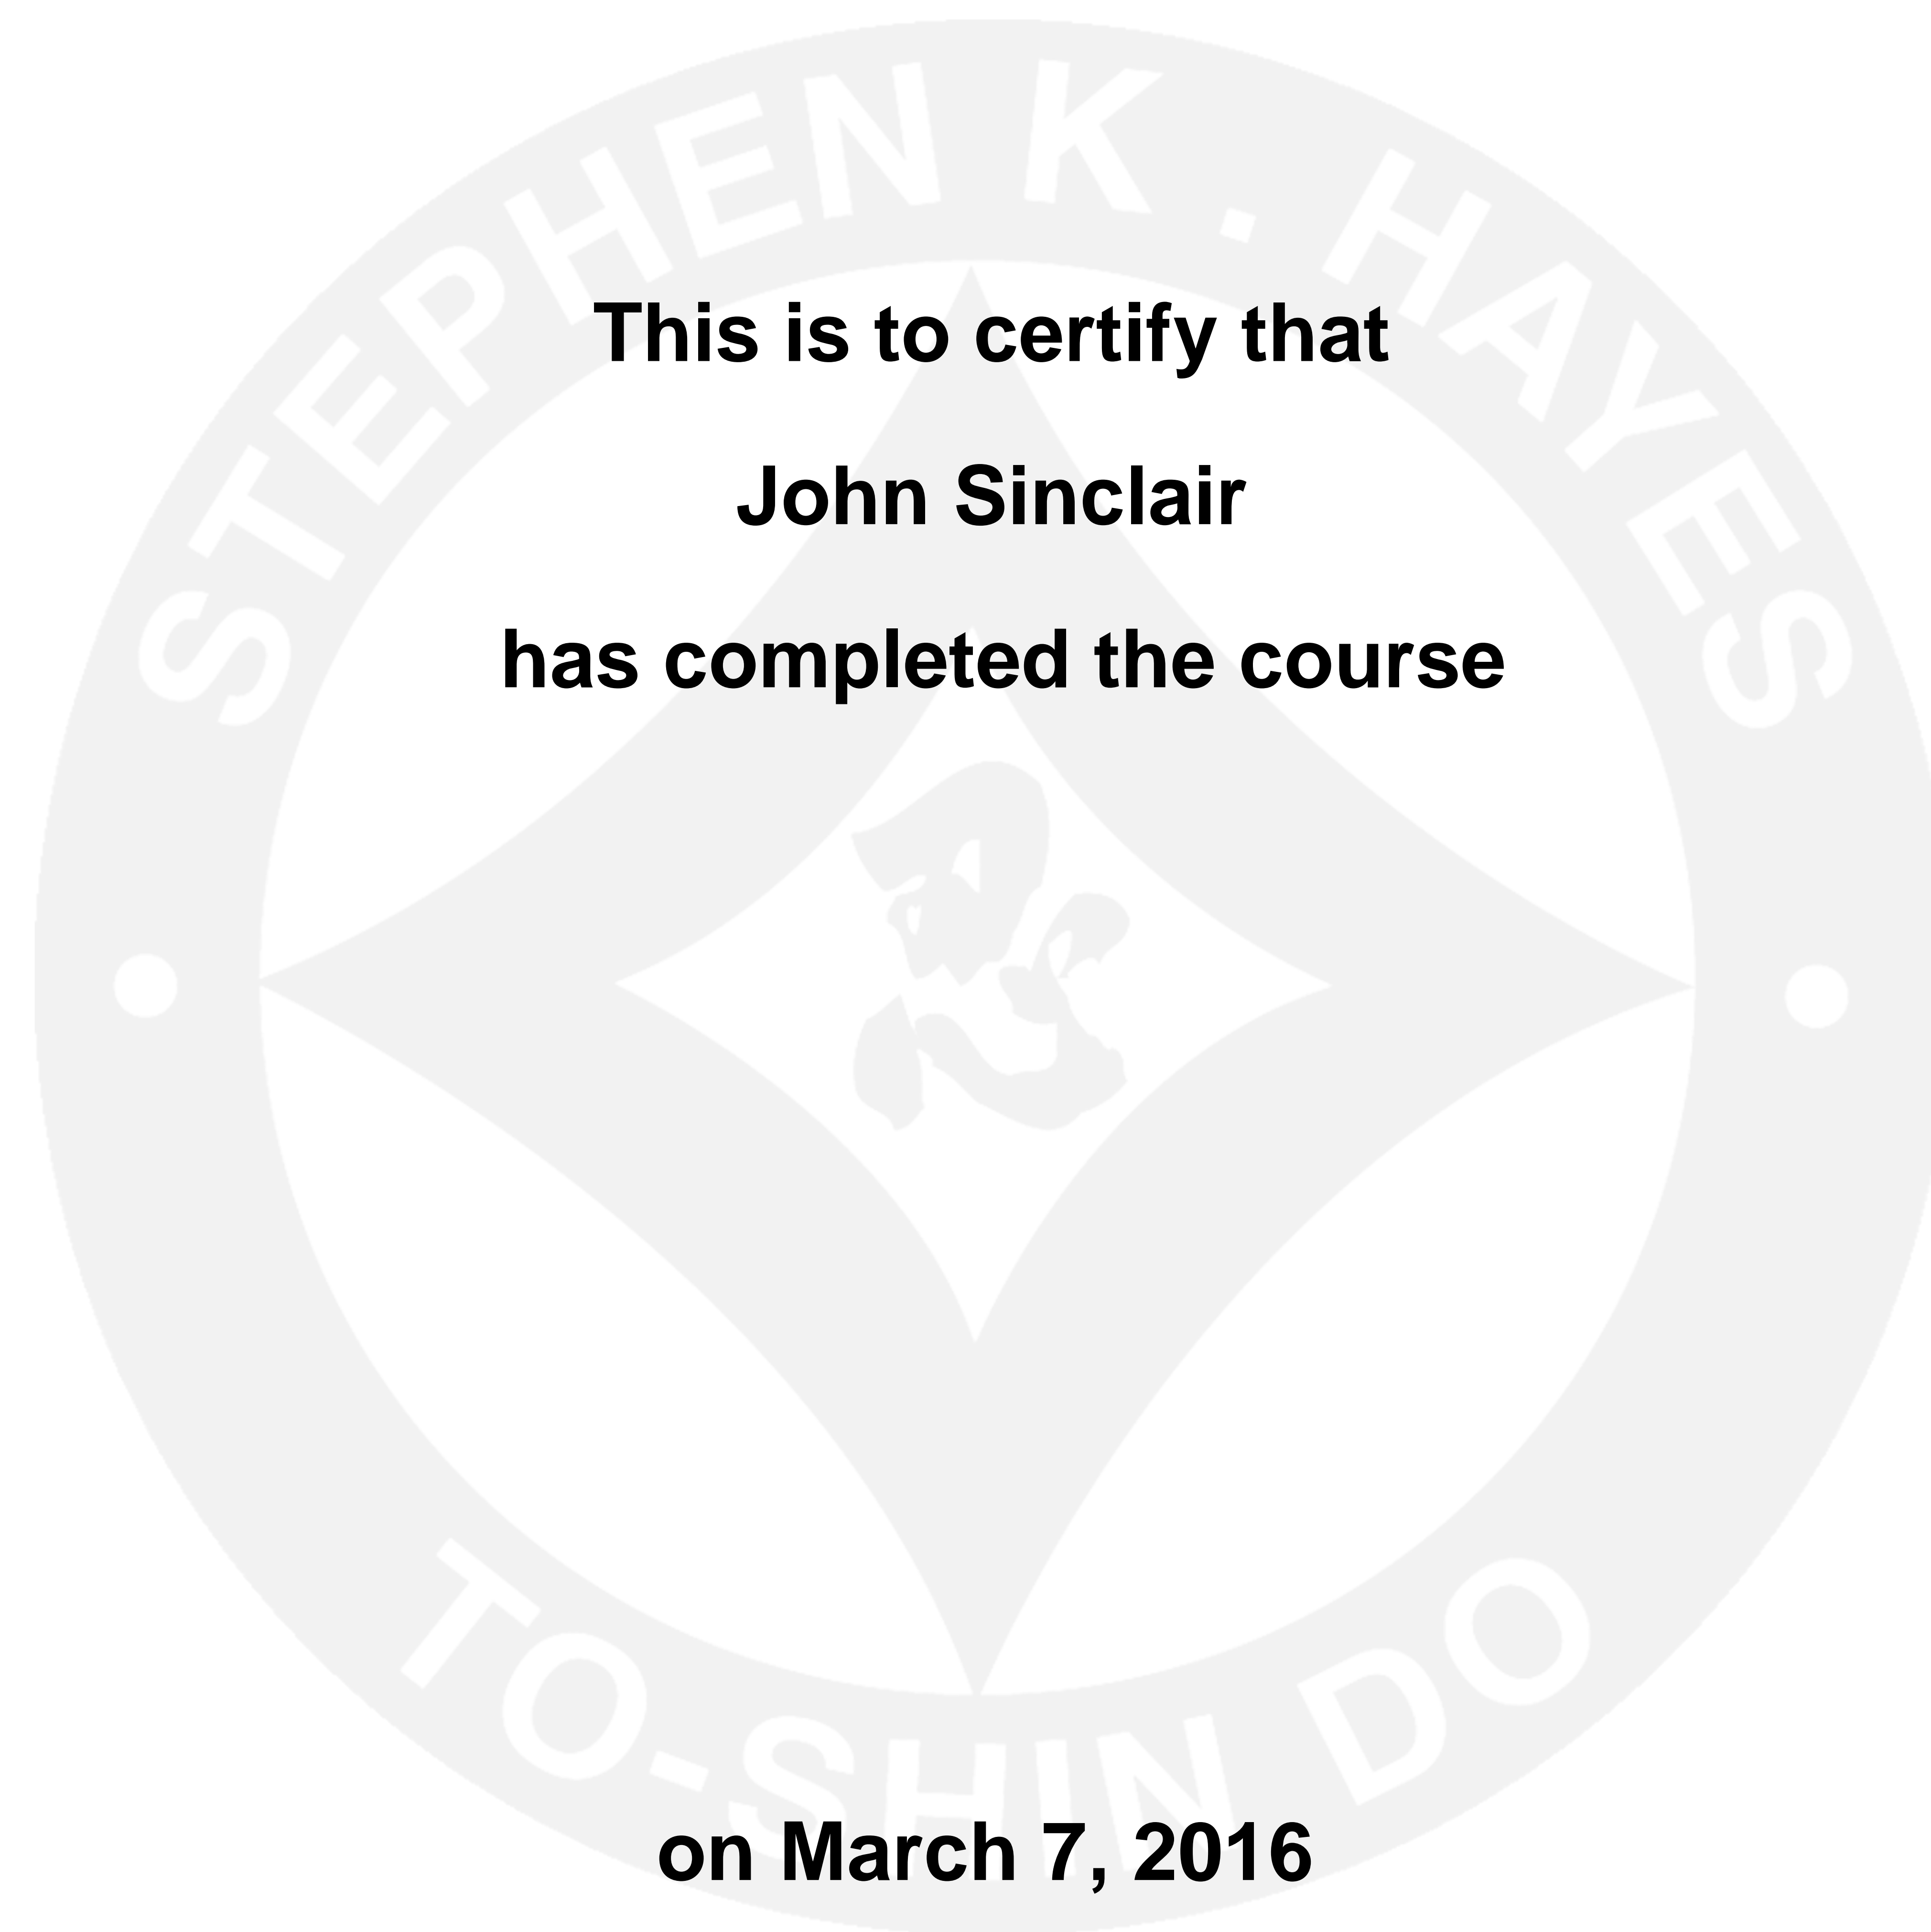 STEPHEN K. HAYES
This is to certify that
John Sinclair
has completed the course
忍
TO-SHIN DO
on March 7, 2016